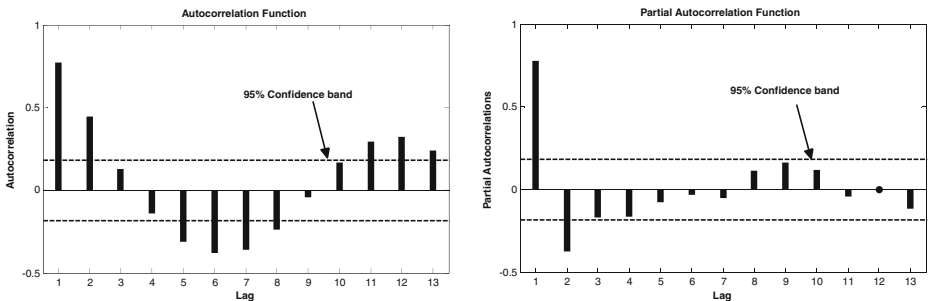 Autocorrelation Function
1
0.5
0
-0.5
Autocorrelation
95% Confidence band
1 2 3 4 5 6 7 8 9 10 11 12 13
Lag
Partial Autocorrelation Function
1
0.5
0
-0.5
Partial Autocorrelations
95% Confidence band
1 2 3 4 5 6 7 8 9 10 11 12 13
Lag